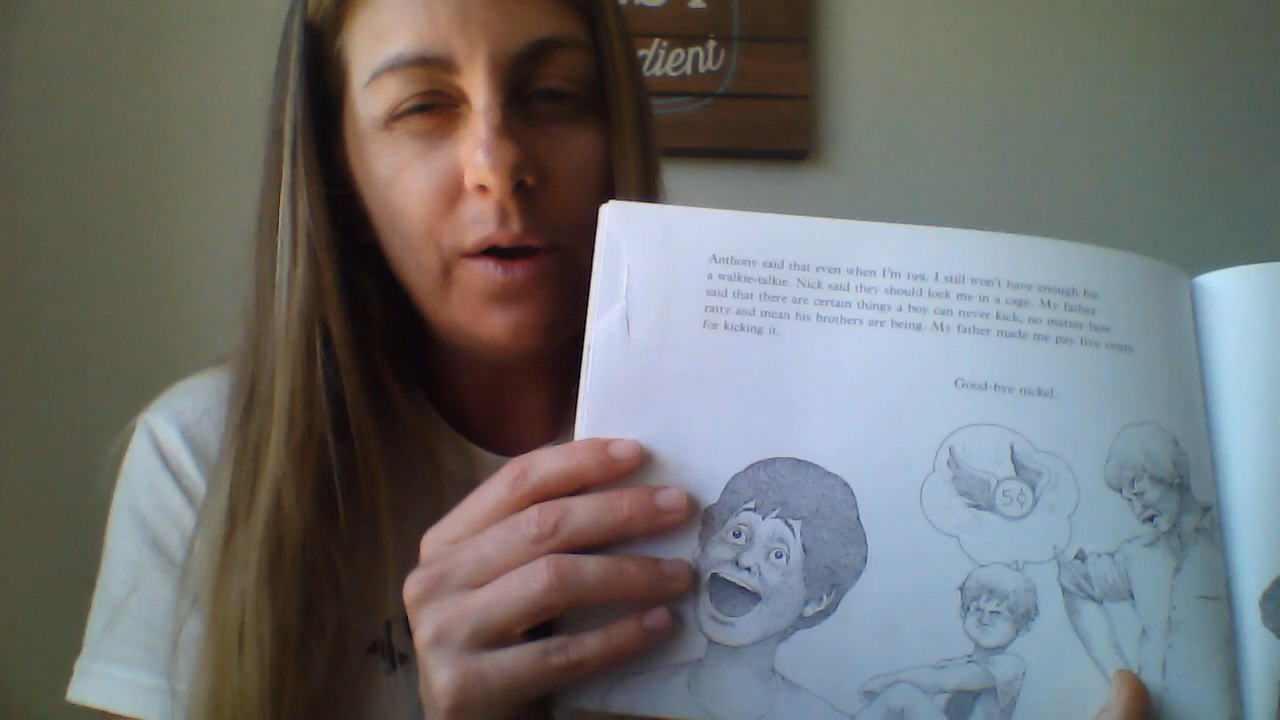 dient
Anthony said that even when I'm 199, I still won't have enough for
a walkie-talkie. Nick said they should lock me in a cage. My father
said that there are certain things a boy can never kick, no matter how
ratty and mean his brothers are being. My father made me pay five cents
for kicking it.
Good-bye nickel.
5¢